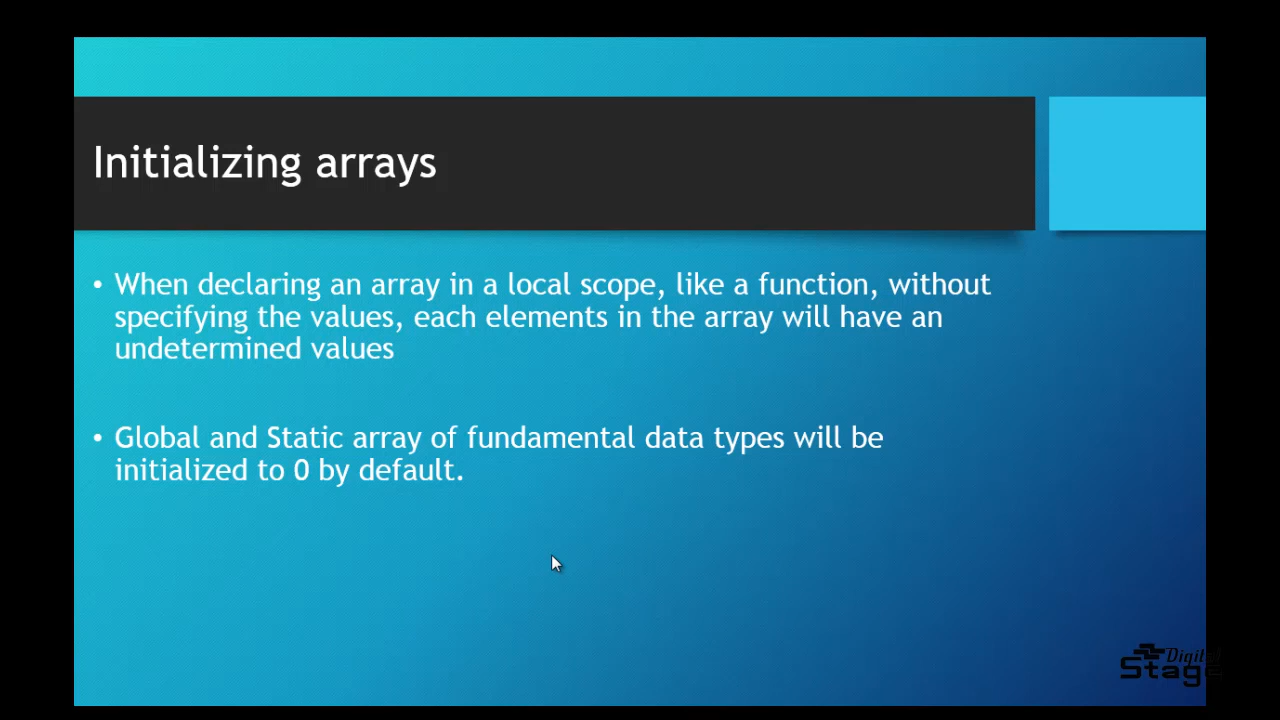 Initializing arrays
• When declaring an array in a local scope, like a function, without
specifying the values, each elements in the array will have an
undetermined values
• Global and Static array of fundamental data types will be
initialized to 0 by default.
Digital
Stage